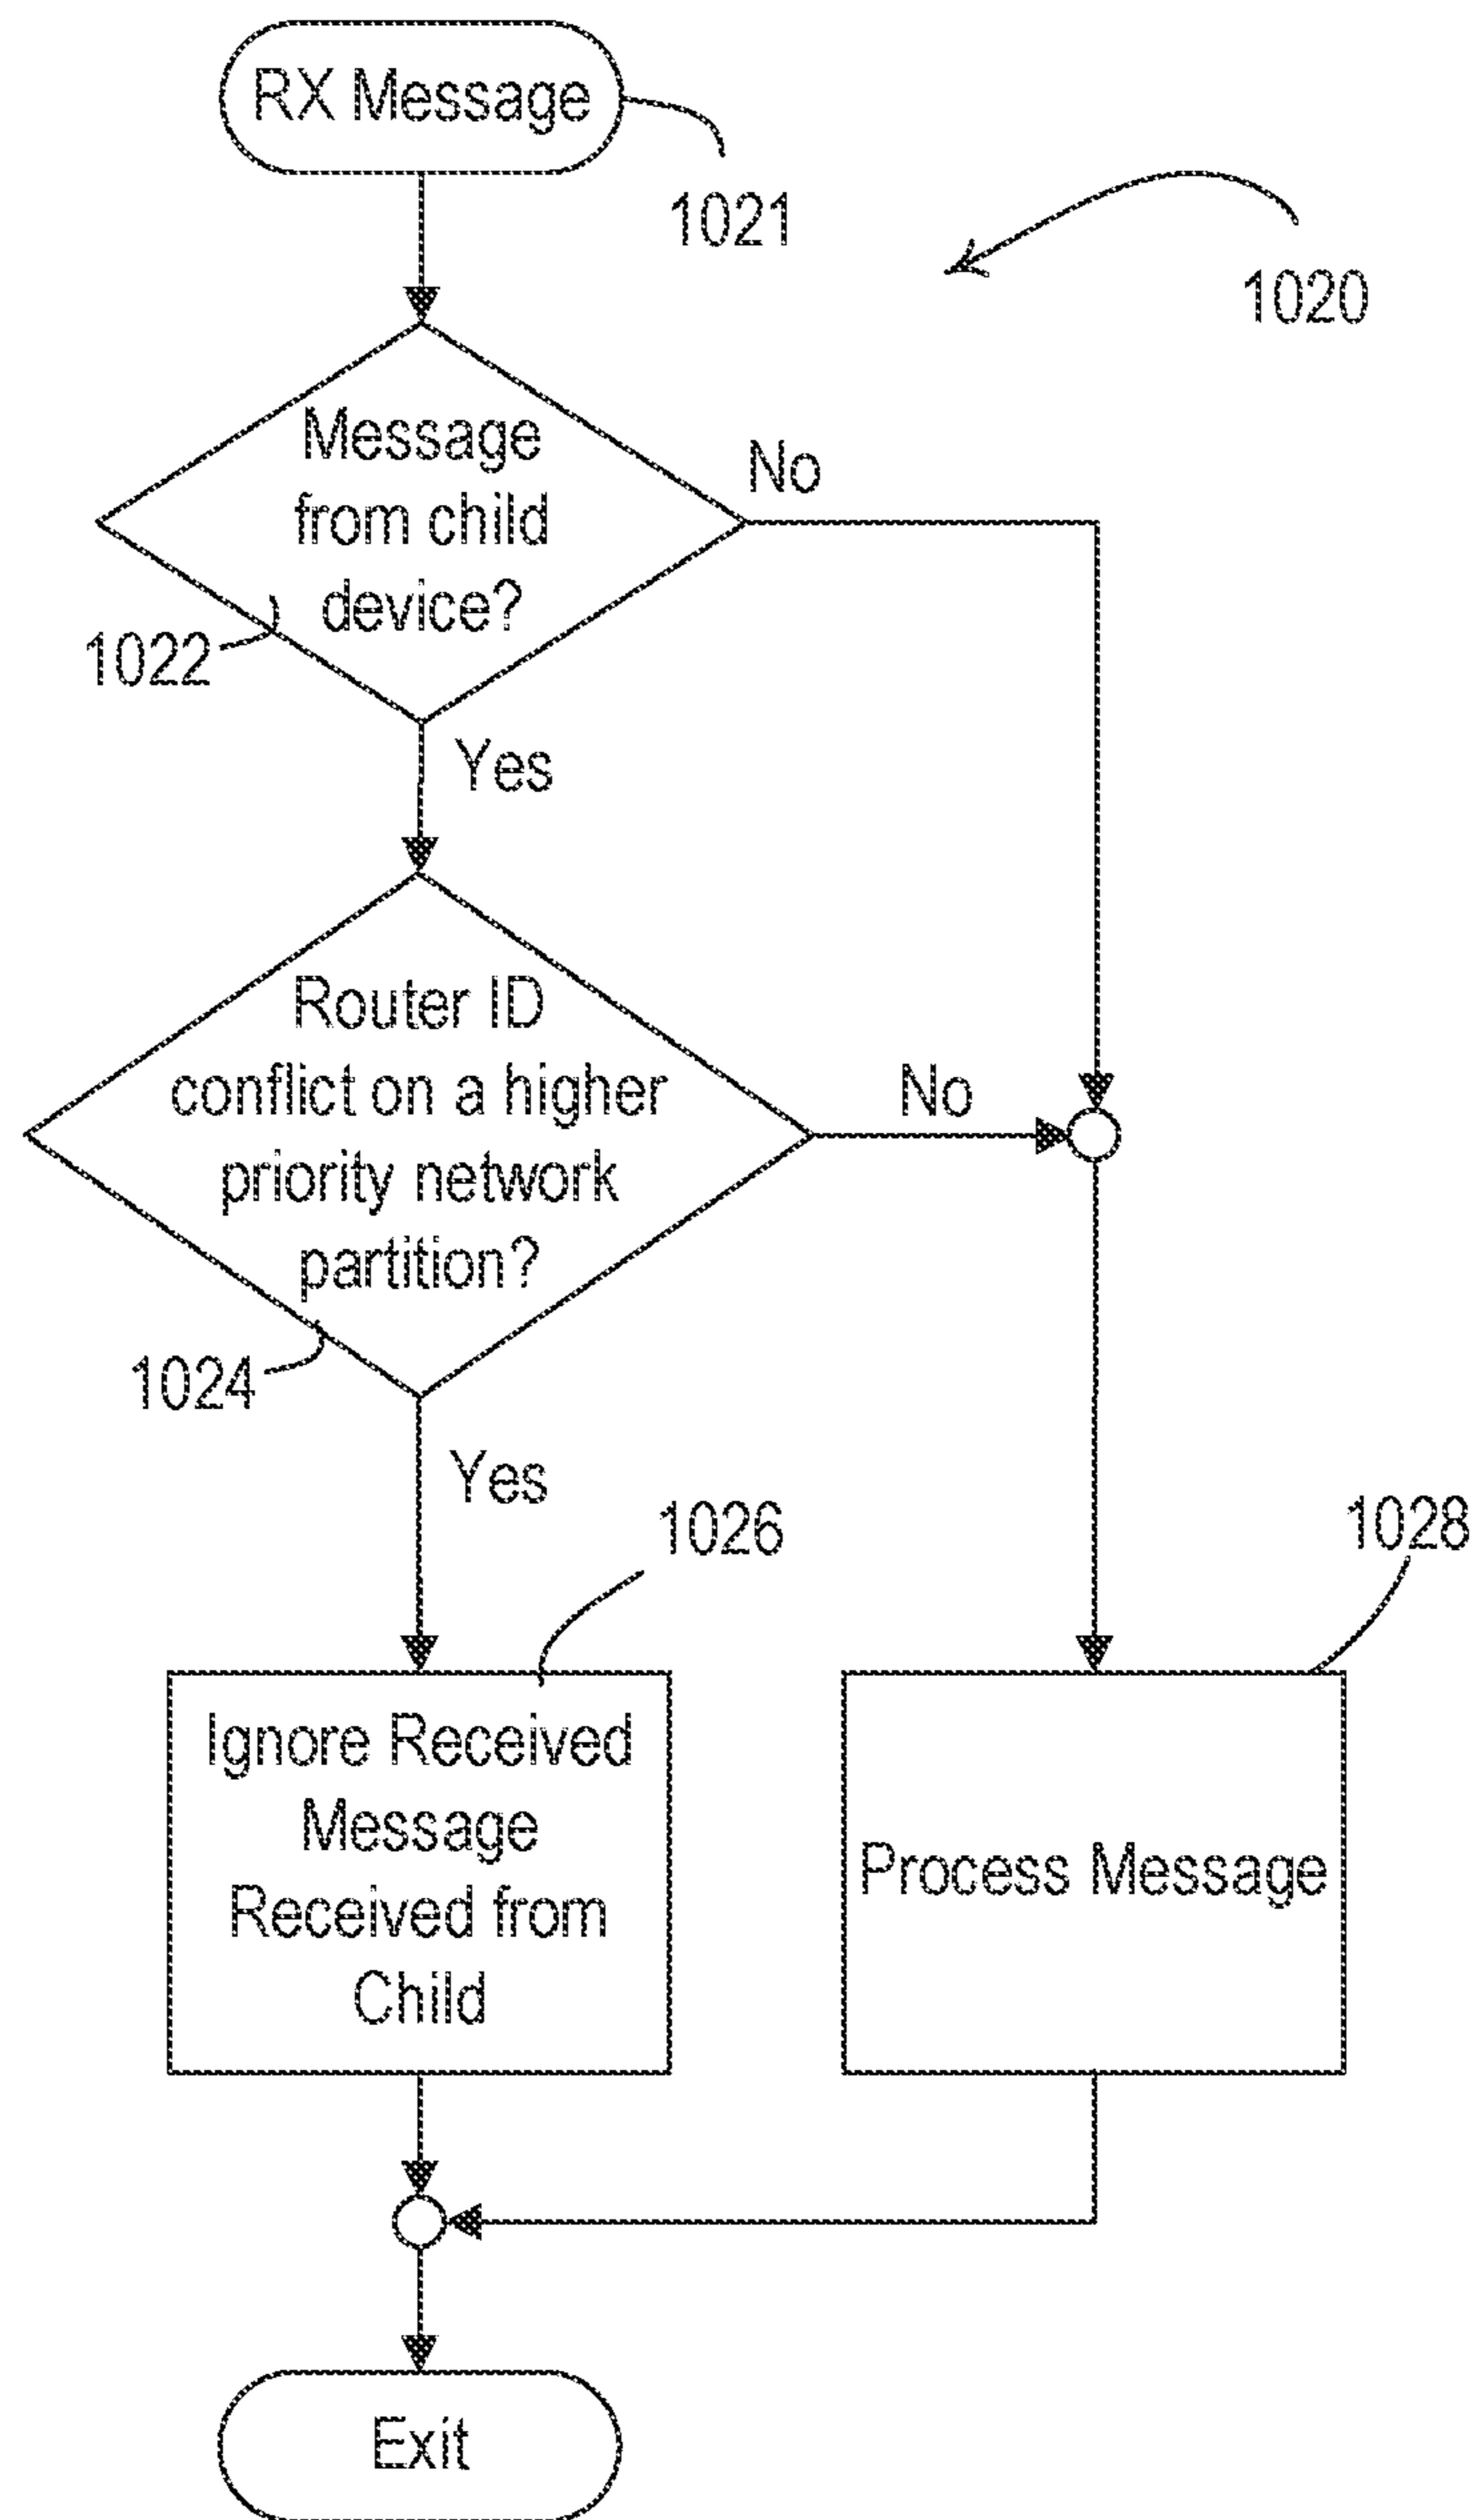 RX Message
1021
1020
Message
from child
device?
No
1022
Yes
Router ID
conflict on a higher
priority network
partition?
No
1024
Yes
1026
1028
Ignore Received
Message
Received from
Child
Process Message
Exit